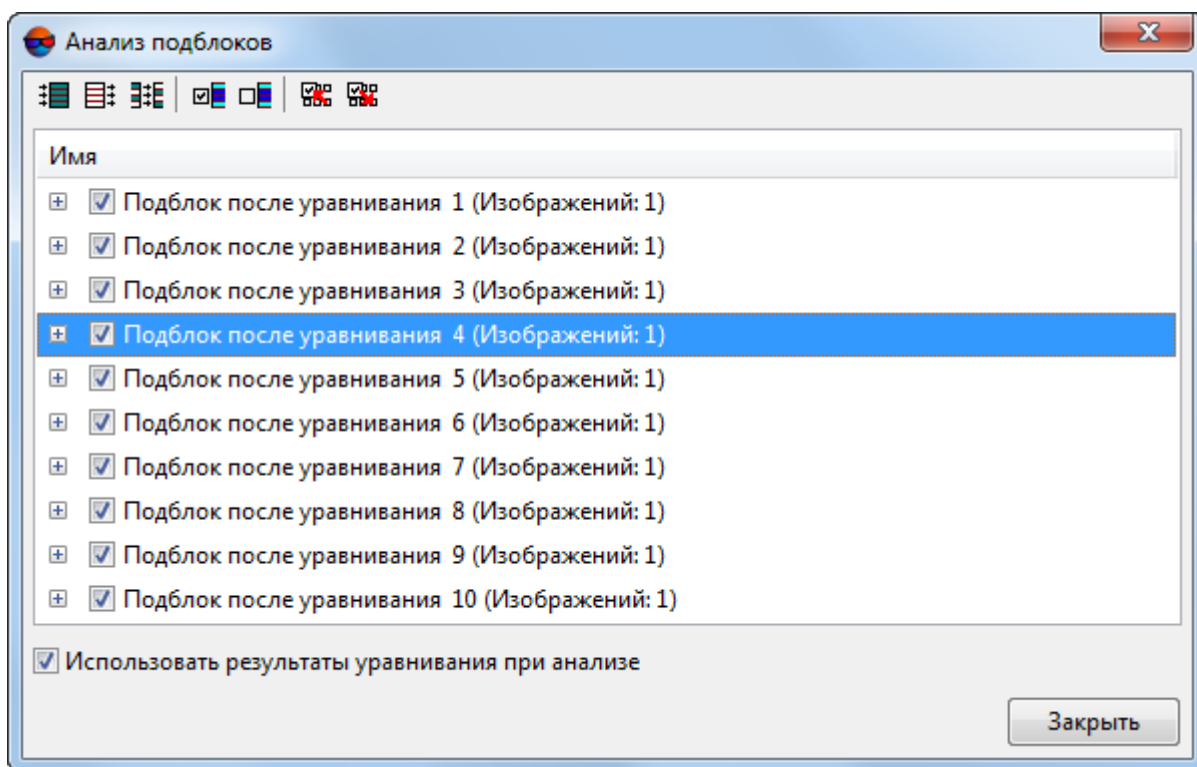 Анализ подблоков
Имя
Подблок после уравнивания 1 (Изображений: 1)
Подблок после уравнивания 2 (Изображений: 1)
Подблок после уравнивания 3 (Изображений: 1)
Подблок после уравнивания 4 (Изображений: 1)
Подблок после уравнивания 5 (Изображений: 1)
Подблок после уравнивания 6 (Изображений: 1)
Подблок после уравнивания 7 (Изображений: 1)
Подблок после уравнивания 8 (Изображений: 1)
Подблок после уравнивания 9 (Изображений: 1)
Подблок после уравнивания 10 (Изображений: 1)
Использовать результаты уравнивания при анализе
Закрыть